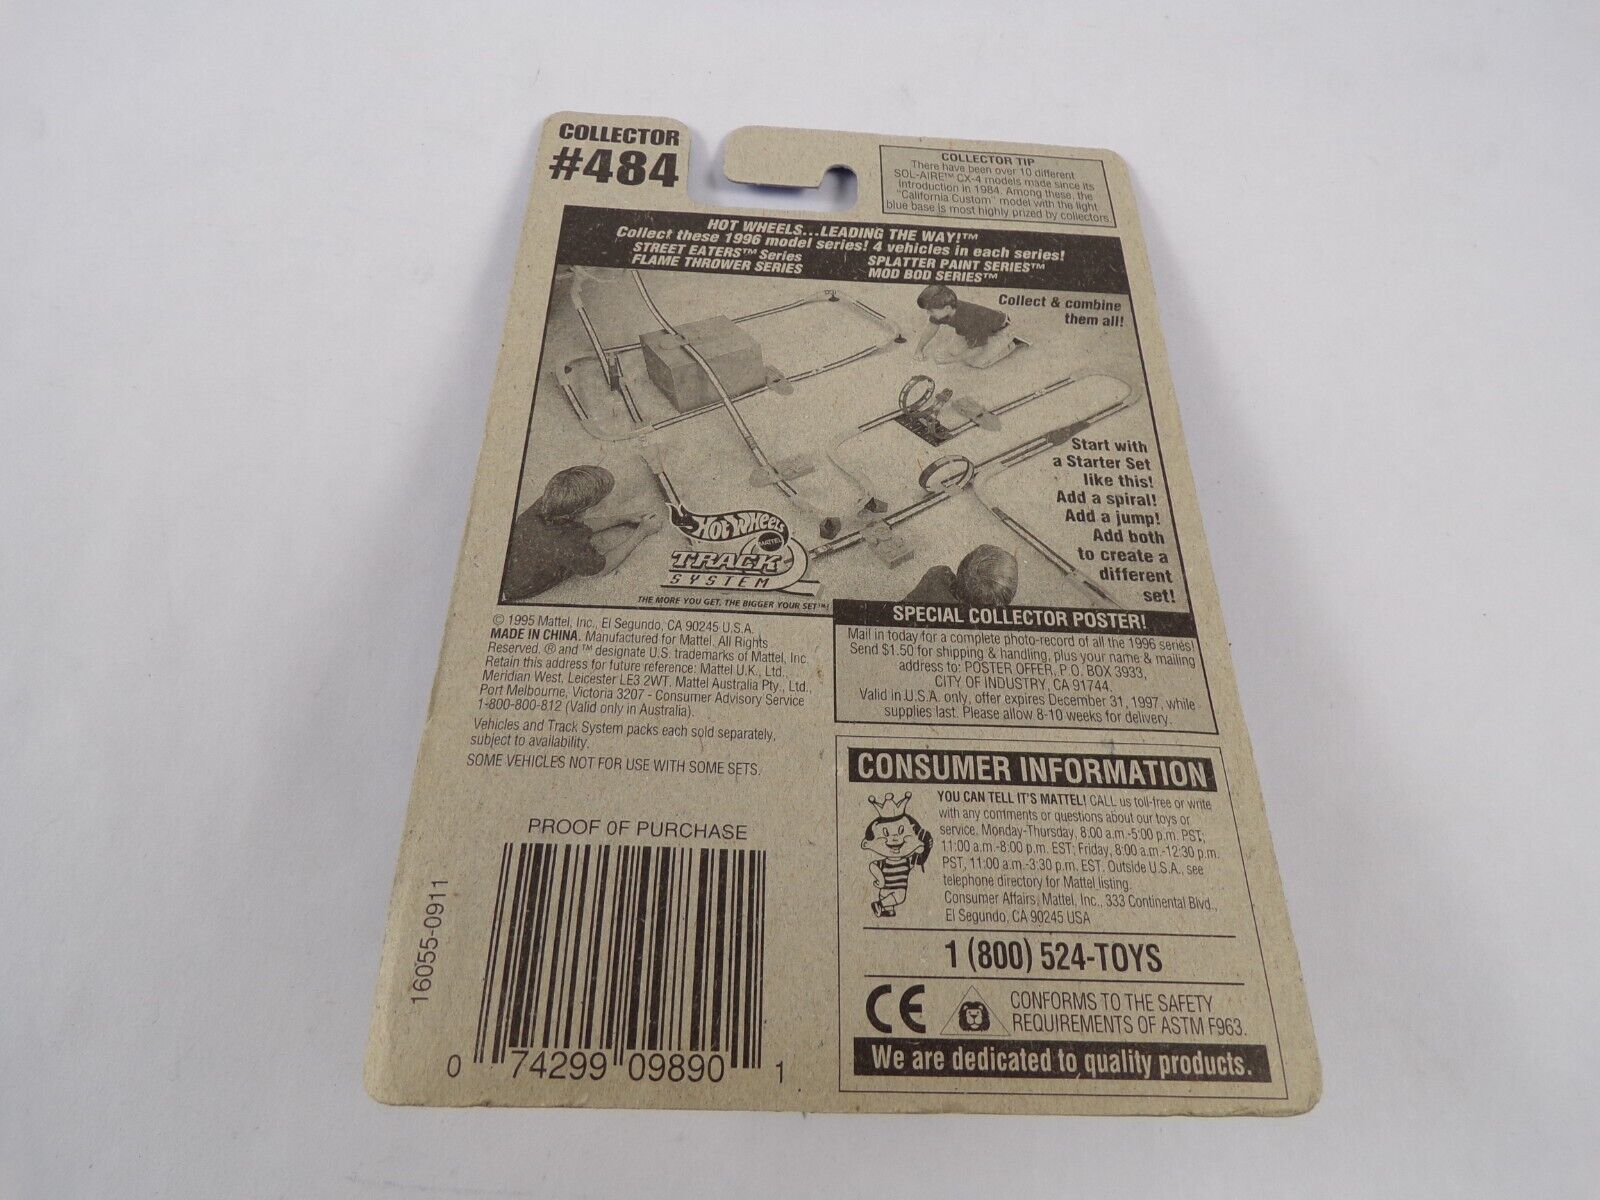 COLLECTOR
#484
COLLECTOR TIP
There have been over 10 different
SOL-AIRE™ CX-4 models made since its
introduction in 1984. Among these, the
"California Custom" model with the light
blue base is most highly prized by collectors.
HOT WHEELS...LEADING THE WAY!™
Collect these 1996 model series! 4 vehicles in each series!
STREET EATERS™ Series
FLAME THROWER SERIES
SPLATTER PAINT SERIES™
MOD BOD SERIES™
Collect & combine
them all!
Start with
a Starter Set
like this!
Add a spiral!
Add a jump!
Add both
to create a
different
set!
HOT WHEELS
MATTEL
TRACK
SYSTEM
THE MORE YOU GET, THE BIGGER YOUR SET™!
© 1995 Mattel, Inc., El Segundo, CA 90245 U.S.A.
MADE IN CHINA. Manufactured for Mattel. All Rights
Reserved. ® and ™ designate U.S. trademarks of Mattel, Inc.
Retain this address for future reference: Mattel U.K., Ltd.,
Meridian West, Leicester LE3 2WT. Mattel Australia Pty., Ltd.,
Port Melbourne, Victoria 3207 - Consumer Advisory Service
1-800-800-812 (Valid only in Australia).
Vehicles and Track System packs each sold separately,
subject to availability.
SOME VEHICLES NOT FOR USE WITH SOME SETS.
SPECIAL COLLECTOR POSTER!
Mail in today for a complete photo-record of all the 1996 series!
Send $1.50 for shipping & handling, plus your name & mailing
address to: POSTER OFFER, P.O. BOX 3933,
CITY OF INDUSTRY, CA 91744.
Valid in U.S.A. only, offer expires December 31, 1997, while
supplies last. Please allow 8-10 weeks for delivery.
CONSUMER INFORMATION
YOU CAN TELL IT'S MATTEL! CALL us toll-free or write
with any comments or questions about our toys or
service. Monday-Thursday, 8:00 a.m.-5:00 p.m. PST;
11:00 a.m.-8:00 p.m. EST; Friday, 8:00 a.m.-12:30 p.m.
PST, 11:00 a.m.-3:30 p.m. EST. Outside U.S.A., see
telephone directory for Mattel listing.
Consumer Affairs, Mattel, Inc., 333 Continental Blvd.,
El Segundo, CA 90245 USA
1 (800) 524-TOYS
CE
CONFORMS TO THE SAFETY
REQUIREMENTS OF ASTM F963.
We are dedicated to quality products.
PROOF OF PURCHASE
16055-0911
0 74299 09890 1